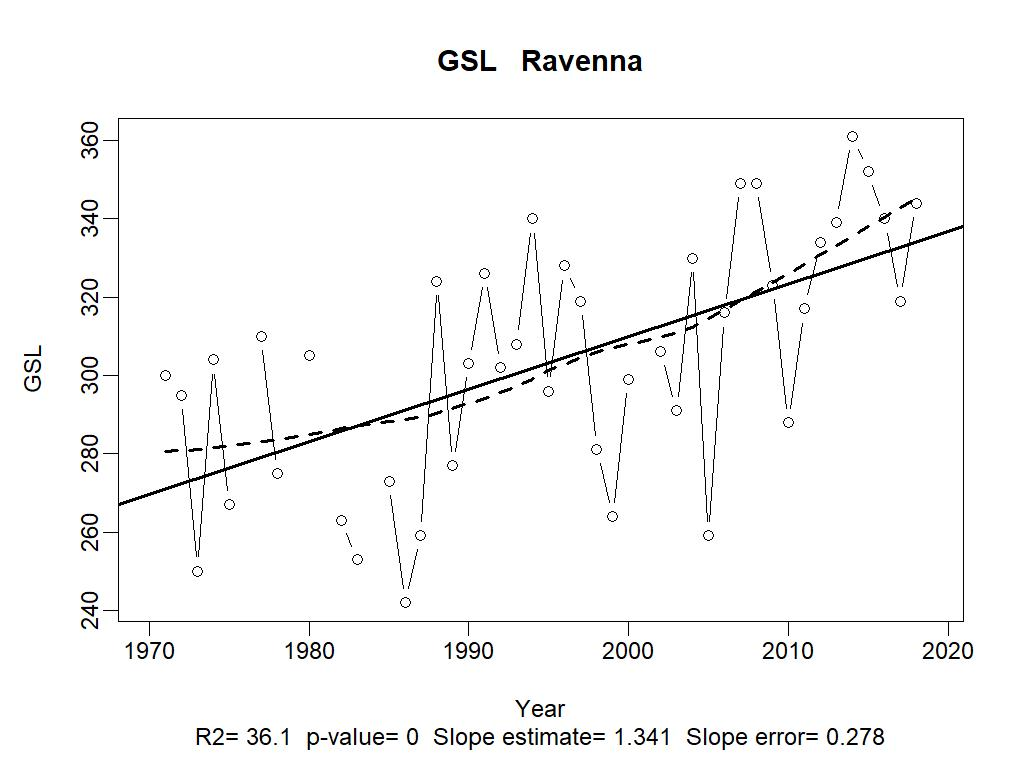 GSL Ravenna
360
340
320
300
280
260
240
GSL
1970 1980 1990 2000 2010 2020
Year
R2= 36.1 p-value= 0 Slope estimate= 1.341 Slope error= 0.278